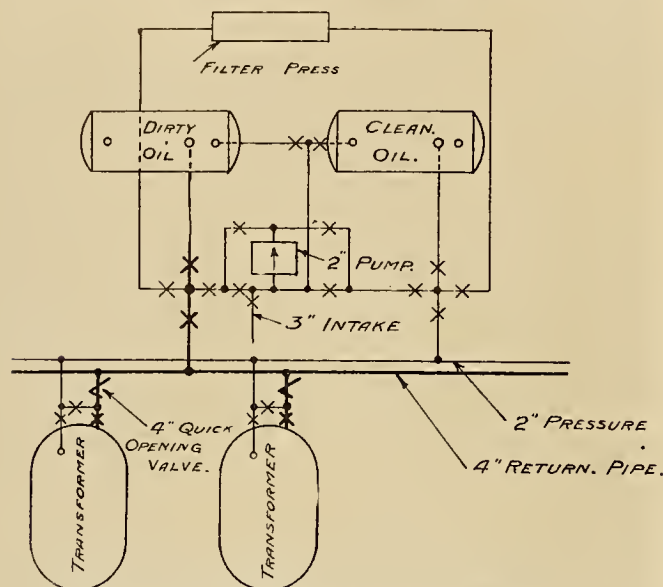 FILTER PRESS
DIRTY
OIL
CLEAN.
OIL.
2" PUMP.
3" INTAKE
4" QUICK
OPENING
VALVE.
2" PRESSURE
4" RETURN. PIPE.
TRANSFORMER
TRANSFORMER